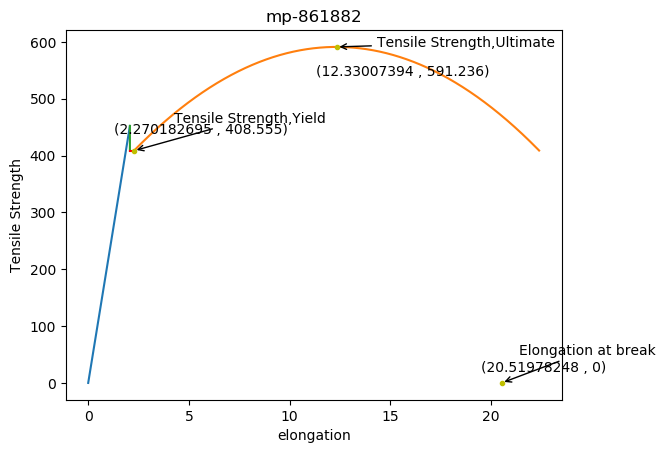 mp-861882
600
500
400
300
200
100
0
Tensile Strength
Tensile Strength,Ultimate
(12.33007394 , 591.236)
Tensile Strength,Yield
(2.270182695 , 408.555)
Elongation at break
(20.51978248 , 0)
0 5 10 15 20
elongation